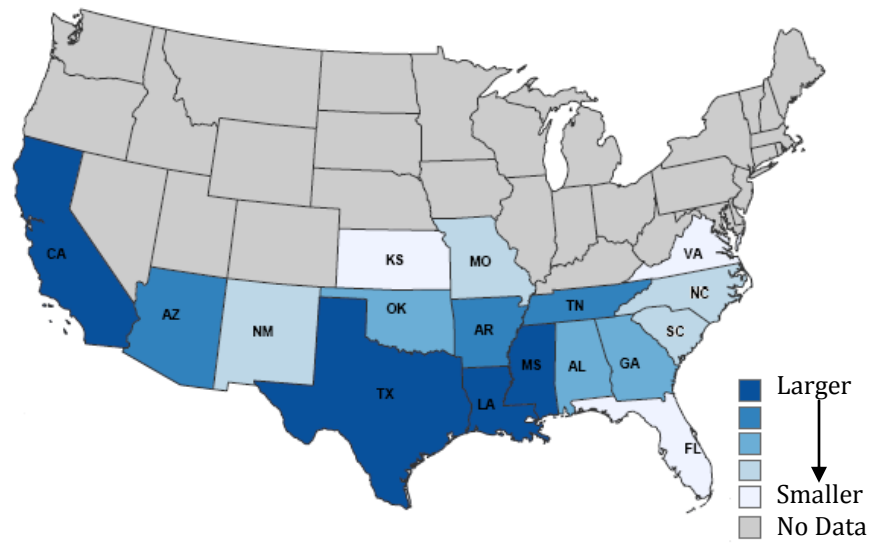 CA
KS
MO
VA
AZ
NM
OK
AR
TN
NC
SC
TX
LA
MS
AL
GA
FL
Larger
Smaller
No Data